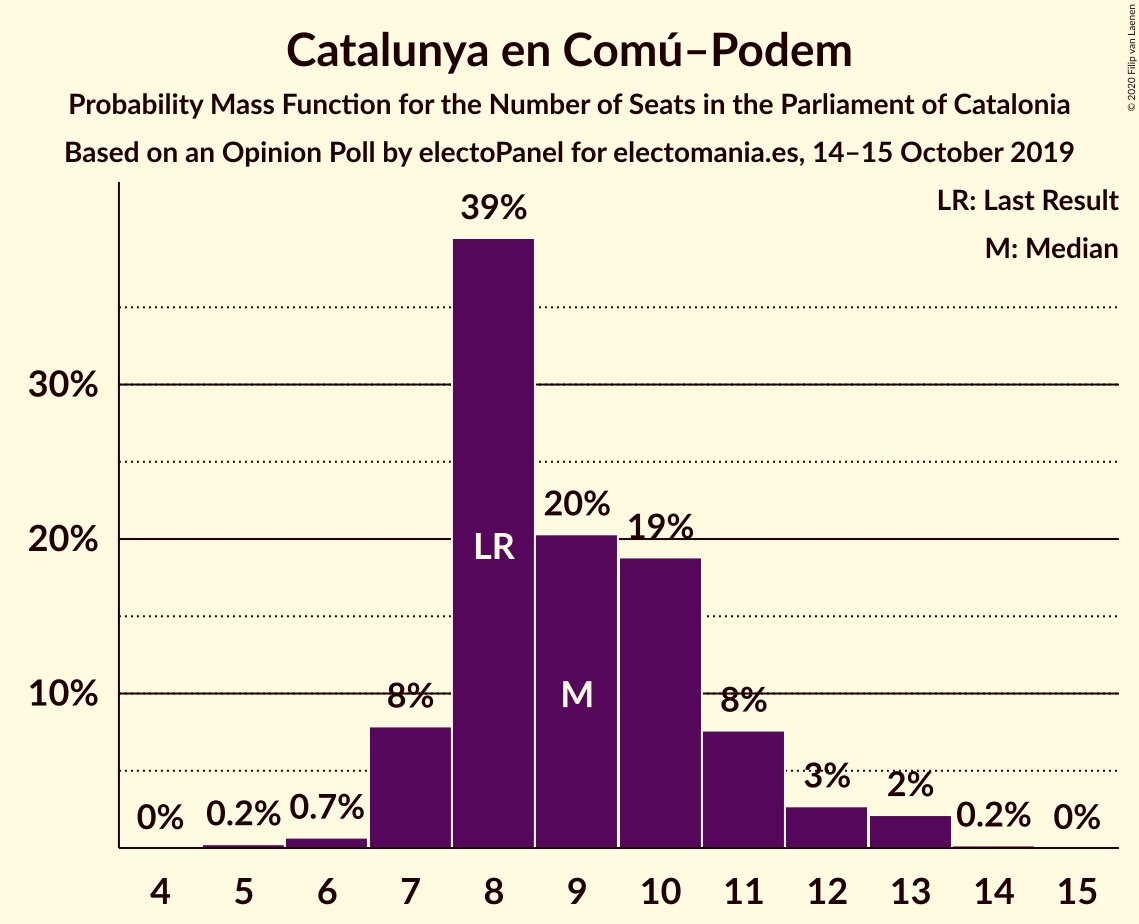 Catalunya en Comú–Podem
Probability Mass Function for the Number of Seats in the Parliament of Catalonia
Based on an Opinion Poll by electoPanel for electomania.es, 14–15 October 2019
© 2020 Filip van Laenen
LR: Last Result
M: Median
39%
30%
20%
19%
20%
LR
10%
8%
M
8%
0%
0.2%
0.7%
3%
2%
0.2%
0%
4 5 6 7 8 9 10 11 12 13 14 15